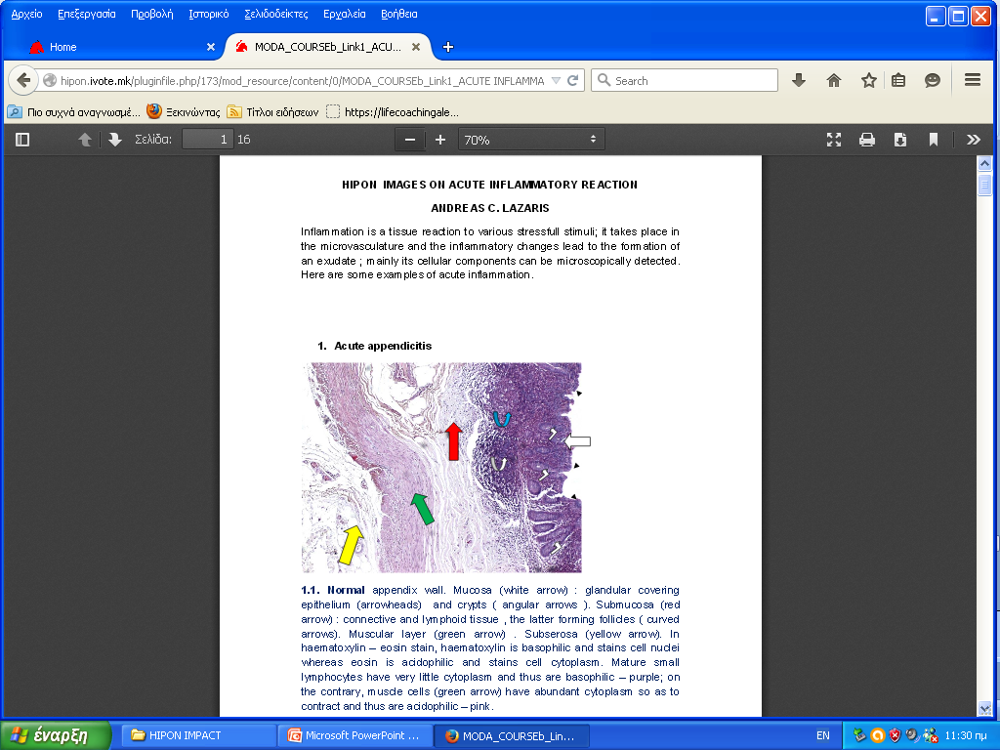 Αρχείο Επεξεργασία Προβολή Ιστορικό Σελιδοδείκτες Εργαλεία Βοήθεια
Home
MODA_COURSEb_Link1_ACU...
hipon.ivote.mk/pluginfile.php/173/mod_resource/content/0/MODA_COURSEb_Link1_ACUTE INFLAMMA
Search
Πιο συχνά αναγνωσμέ... Ξεκινώντας Τίτλοι ειδήσεων https://lifecoachingale...
Σελίδα: 1 16 70%
HIPON IMAGES ON ACUTE INFLAMMATORY REACTION
ANDREAS C. LAZARIS
Inflammation is a tissue reaction to various stressfull stimuli; it takes place in
the microvasculature and the inflammatory changes lead to the formation of
an exudate ; mainly its cellular components can be microscopically detected.
Here are some examples of acute inflammation.
1. Acute appendicitis
1.1. Normal appendix wall. Mucosa (white arrow) : glandular covering
epithelium (arrowheads) and crypts ( angular arrows ). Submucosa (red
arrow) : connective and lymphoid tissue , the latter forming follicles ( curved
arrows). Muscular layer (green arrow) . Subserosa (yellow arrow). In
haematoxylin – eosin stain, haematoxylin is basophilic and stains cell nuclei
whereas eosin is acidophilic and stains cell cytoplasm. Mature small
lymphocytes have very little cytoplasm and thus are basophilic – purple; on
the contrary, muscle cells (green arrow) have abundant cytoplasm so as to
contract and thus are acidophilic – pink.
έναρξη
HIPON IMPACT
Microsoft PowerPoint ...
MODA_COURSEb_Lin...
EN
11:30 πμ